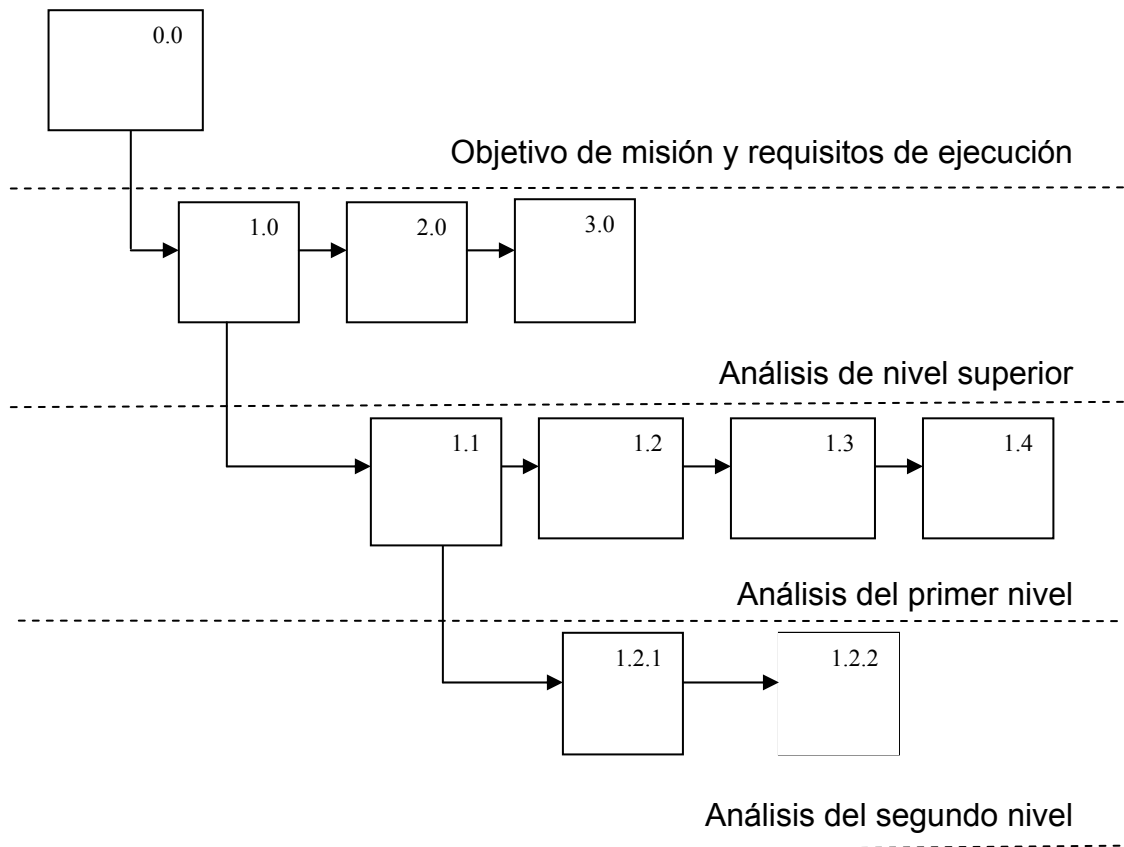 0.0
Objetivo de misión y requisitos de ejecución
1.0 2.0 3.0
Análisis de nivel superior
1.1 1.2 1.3 1.4
Análisis del primer nivel
1.2.1 1.2.2
Análisis del segundo nivel